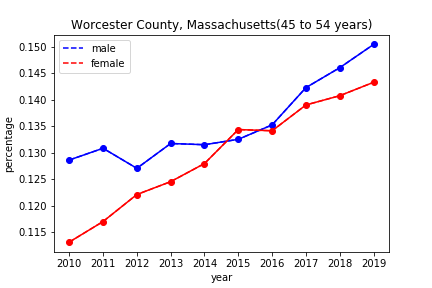 Worcester County, Massachusetts(45 to 54 years)
male
female
0.150
0.145
0.140
0.135
0.130
0.125
0.120
0.115
percentage
2010 2011 2012 2013 2014 2015 2016 2017 2018 2019
year